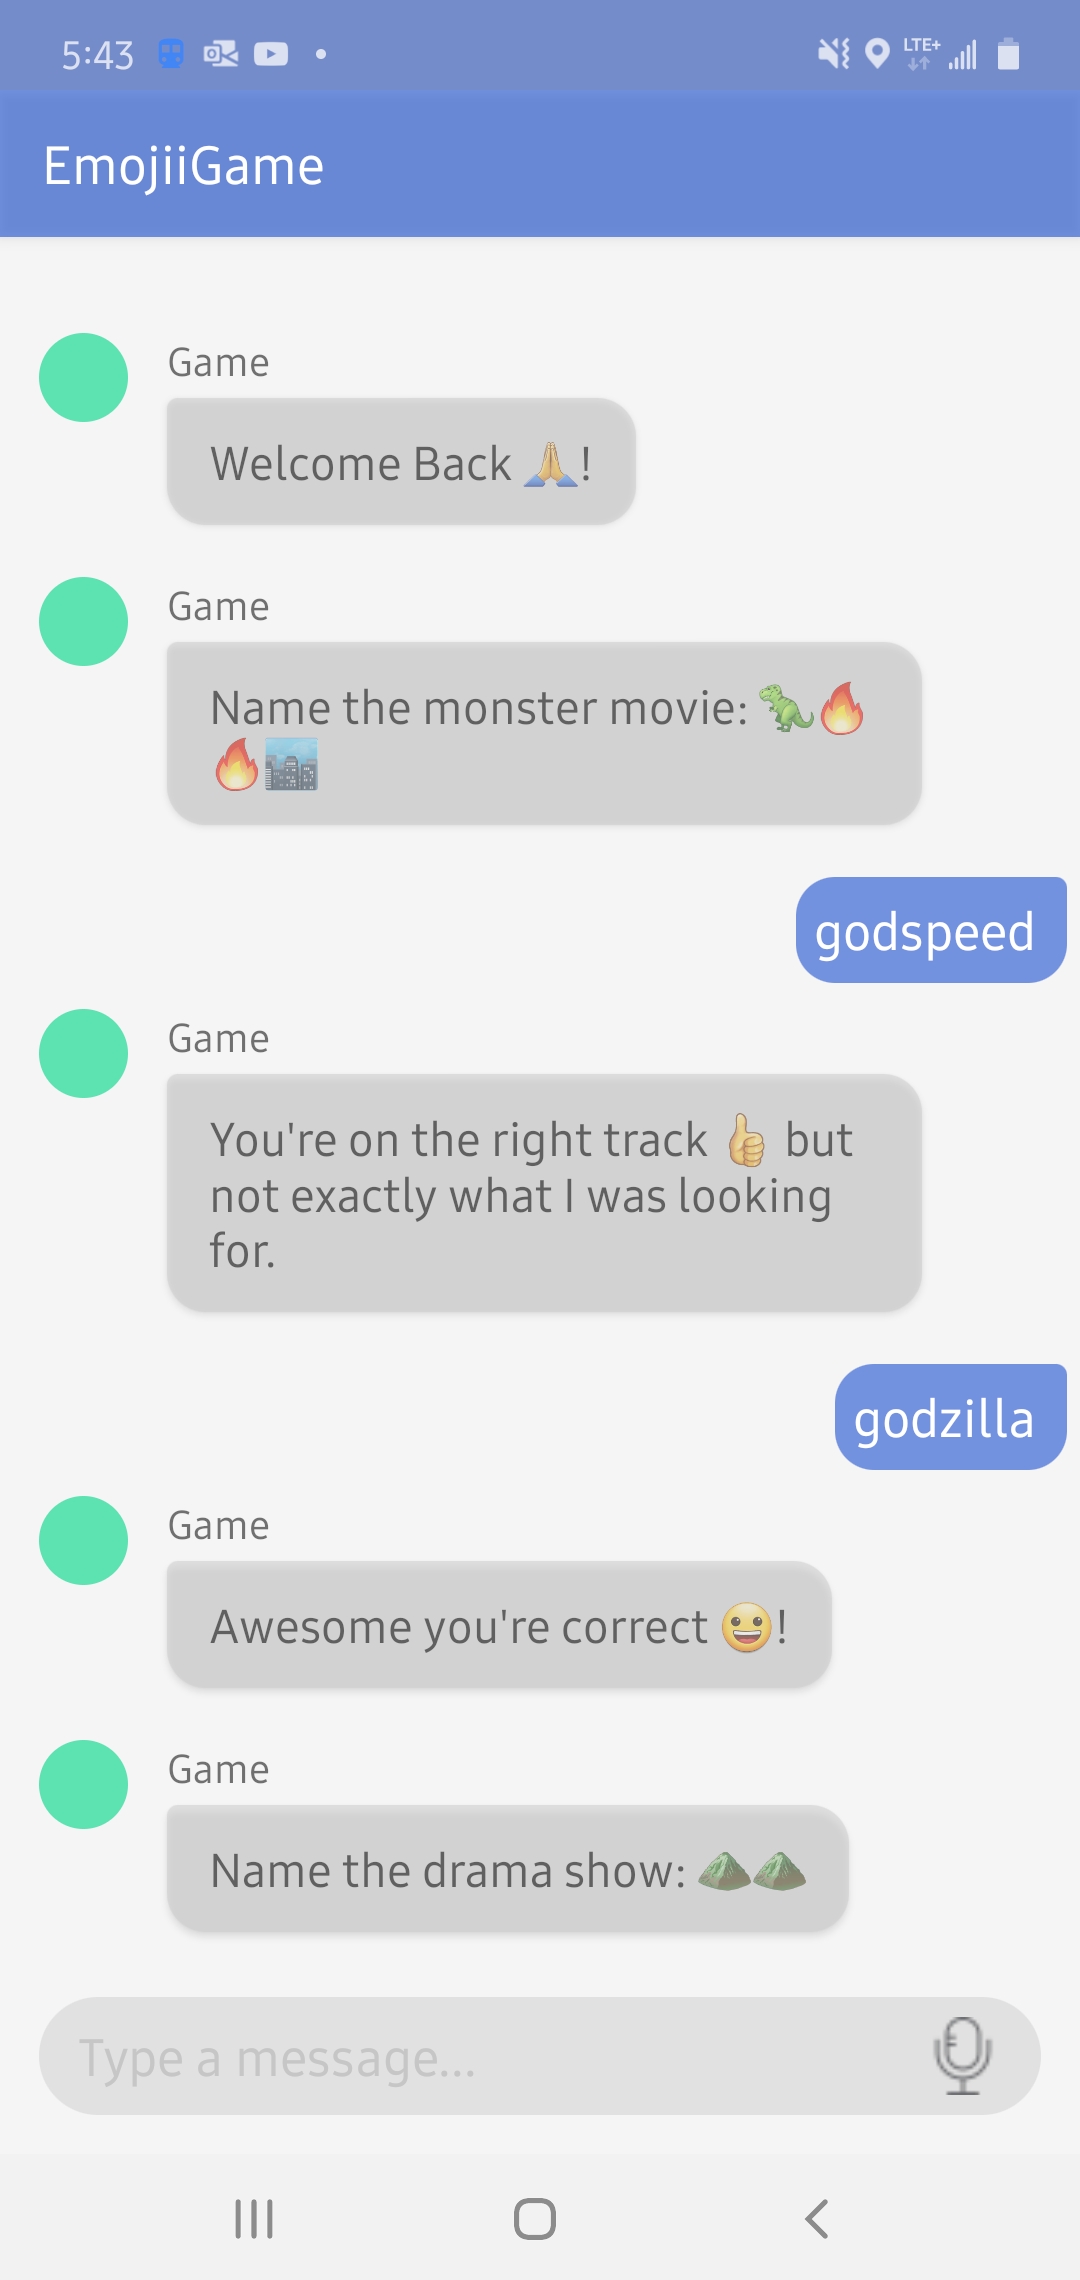 5:43
LTE+
EmojiiGame
Game
Welcome Back 🙏!
Game
Name the monster movie: 🦖🔥
🔥🏙️
godspeed
Game
You're on the right track 👍 but
not exactly what I was looking
for.
godzilla
Game
Awesome you're correct 😀!
Game
Name the drama show: ⛰️⛰️
Type a message...